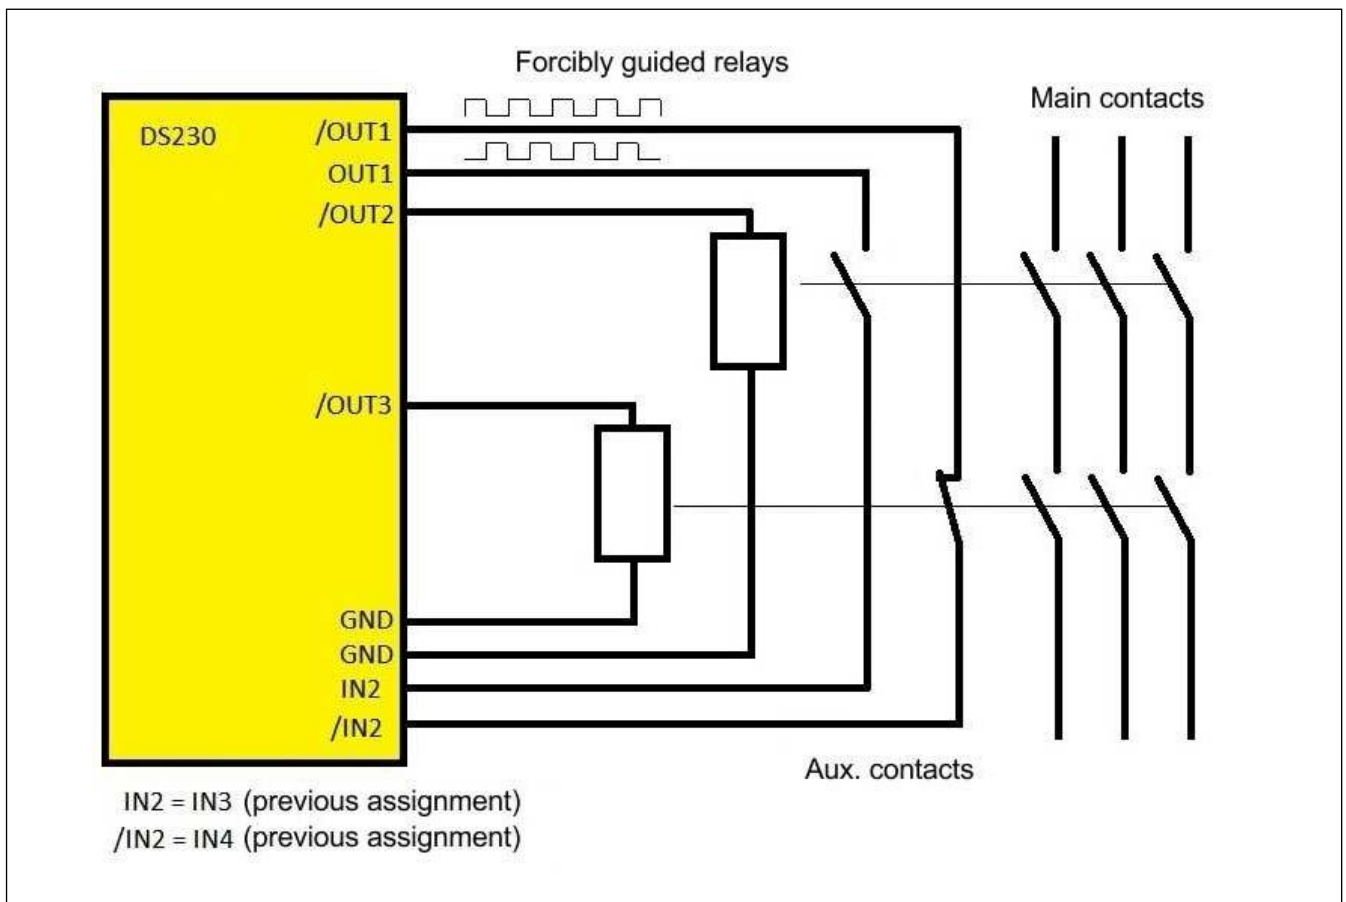 Forcibly guided relays
Main contacts
DS230
/OUT1
OUT1
/OUT2
/OUT3
GND
GND
IN2
/IN2
Aux. contacts
IN2 = IN3 (previous assignment)
/IN2 = IN4 (previous assignment)